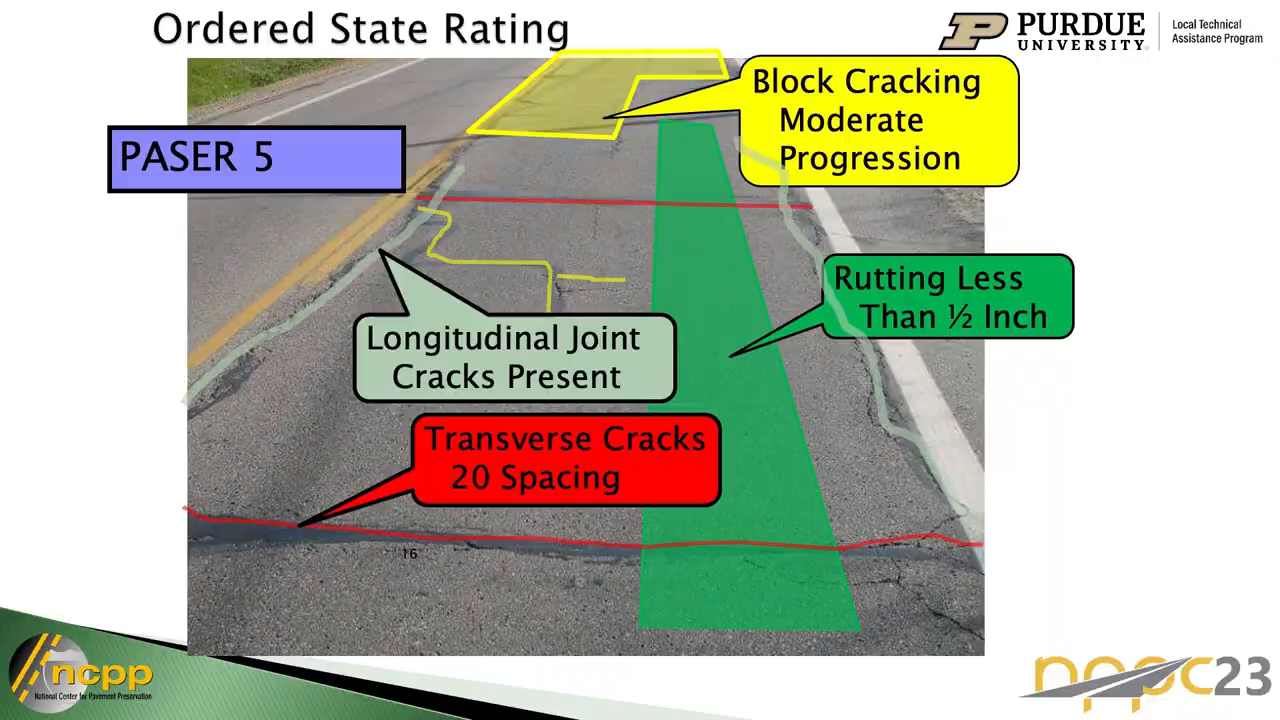 Ordered State Rating
PURDUE
UNIVERSITY
Local Technical
Assistance Program
Block Cracking
Moderate
Progression
PASER 5
Rutting Less
Than ½ Inch
Longitudinal Joint
Cracks Present
Transverse Cracks
20 Spacing
16
ncpp
National Center for Pavement Preservation
nppc23